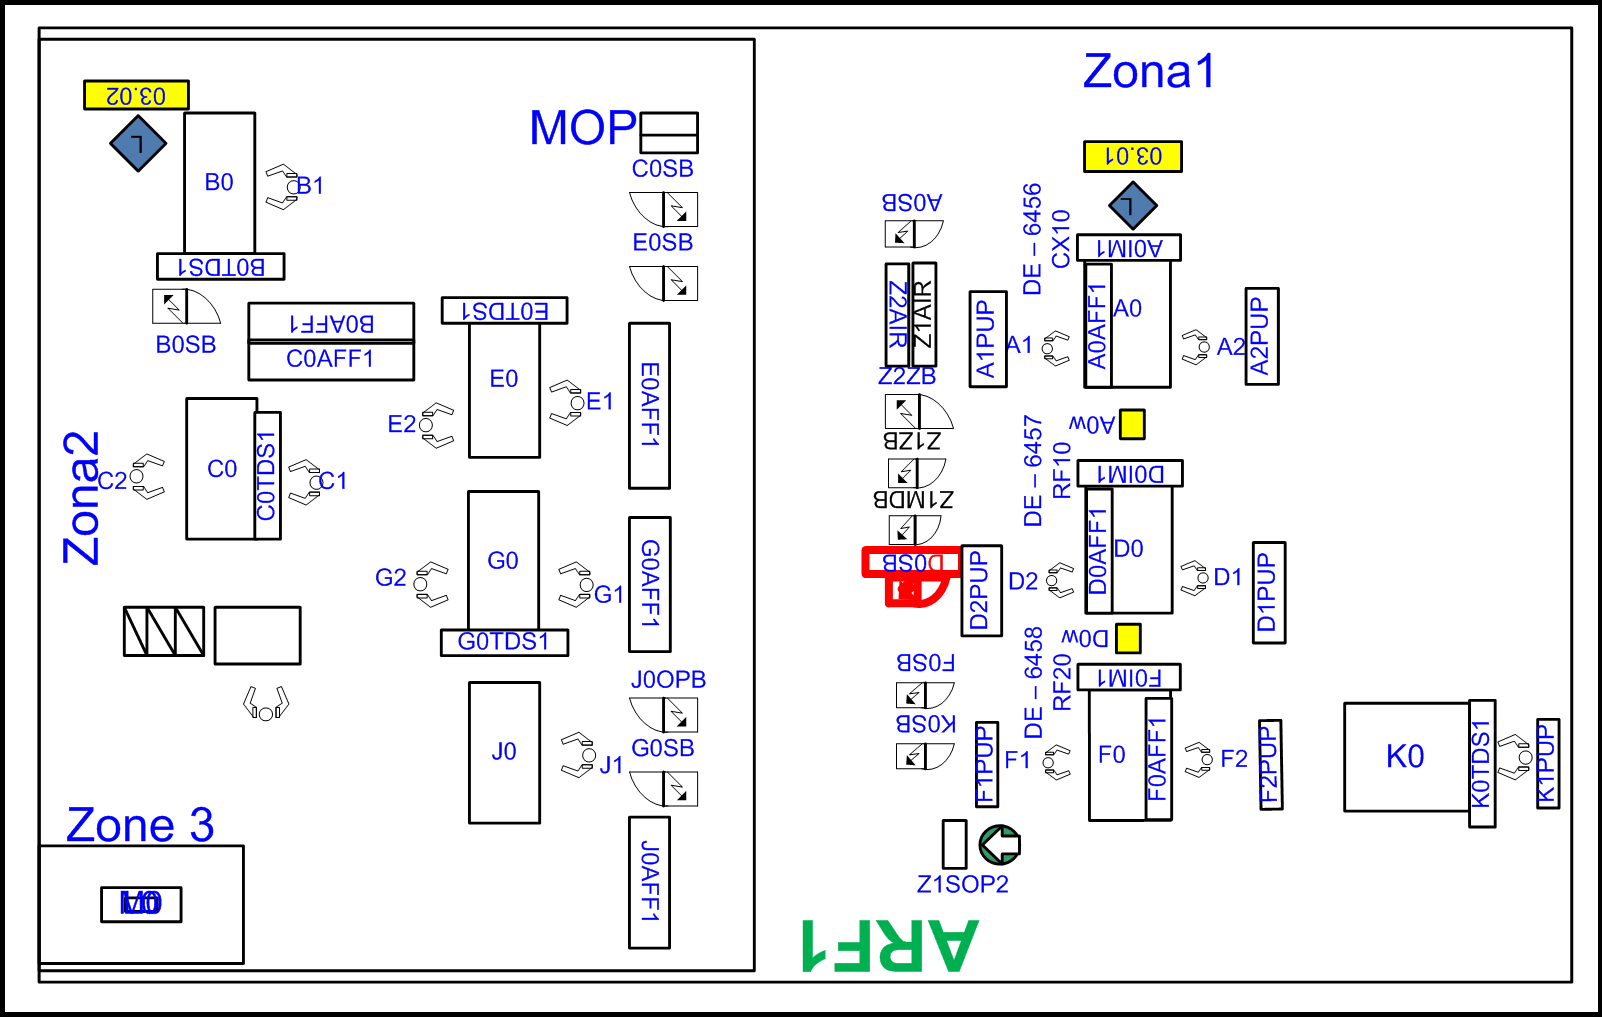 Zona1
03.02
L
B0
B1
B0TDS1
B0SB
B0AFF1
C0AFF1
MOP
C0SB
E0SB
E0TDS1
E0
E1
E2
E0AFF1
Zona2
C2
C0
C0TDS1
C1
G2
G0
G1
G0TDS1
G0AFF1
J0OPB
G0SB
J0
J1
J0AFF1
Zone 3
03.01
L
A0SB
DE – 6456
CX10
A0IM1
A0AFF1
A0
Z2AIR
Z1AIR
A1PUP
A1
A2
A2PUP
Z2ZB
Z1ZB
Z1MDB
D0SB
A0w
DE – 6457
RF10
D0IM1
D0AFF1
D0
D2PUP
D2
D1
D1PUP
D0w
F0SB
K0SB
DE – 6458
RF20
F0IM1
F1PUP
F1
F0
F0AFF1
F2
F2PUP
K0
K0TDS1
K1PUP
Z1SOP2
ARF1